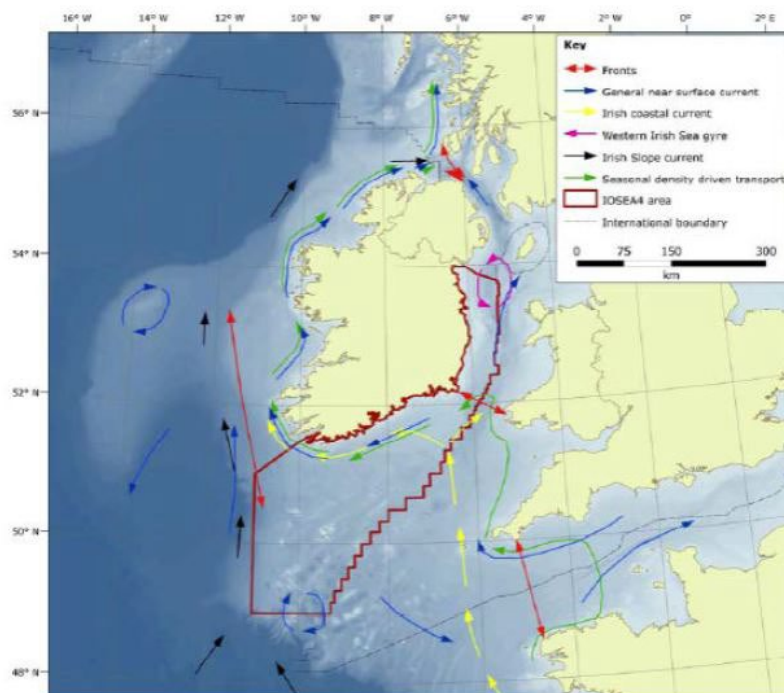 16° W 14° W 12° W 10° W 8° W 6° W 4° W 2° W 0° W 2° E
56° N
54° N
52° N
50° N
48° N
Key
Fronts
General near surface current
Irish coastal current
Western Irish Sea gyre
Irish Slope current
Seasonal density driven transport
IOSEA4 area
International boundary
0 75 150 300
km